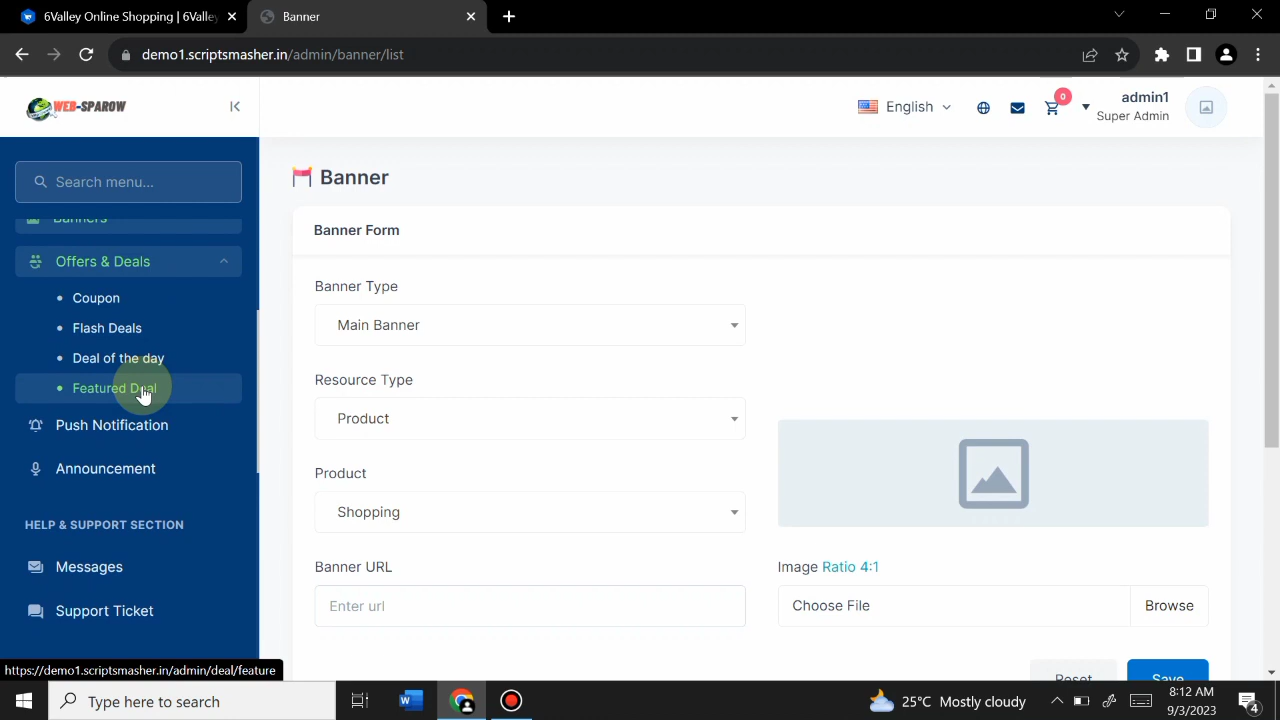 6Valley Online Shopping | 6Valley
Banner
demo1.scriptsmasher.in/admin/banner/list
WEB-SPAROW
English
0
admin1
Super Admin
Search menu...
Banners
Offers & Deals
Coupon
Flash Deals
Deal of the day
Featured Deal
Push Notification
Announcement
HELP & SUPPORT SECTION
Messages
Support Ticket
Banner
Banner Form
Banner Type
Main Banner
Resource Type
Product
Product
Shopping
Banner URL
Enter url
Image Ratio 4:1
Choose File
Browse
Reset
Save
https://demo1.scriptsmasher.in/admin/deal/feature
Type here to search
25°C Mostly cloudy
8:12 AM
9/3/2023
4